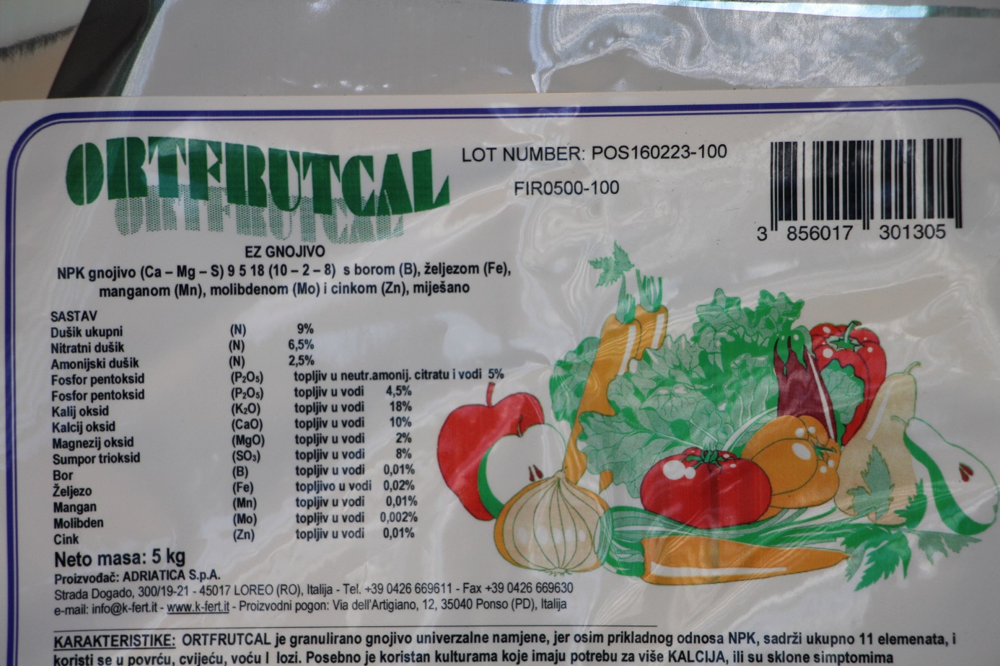 ORTFRUTCAL
ORTFRUTCAL
LOT NUMBER: POS160223-100
FIR0500-100
3 856017 301305
EZ GNOJIVO
NPK gnojivo (Ca – Mg – S) 9 5 18 (10 – 2 – 8) s borom (B), željezom (Fe),
manganom (Mn), molibdenom (Mo) i cinkom (Zn), miješano
SASTAV
Dušik ukupni (N) 9%
Nitratni dušik (N) 6,5%
Amonijski dušik (N) 2,5%
Fosfor pentoksid (P₂O₅) topljiv u neutr.amonij. citratu i vodi 5%
Fosfor pentoksid (P₂O₅) topljiv u vodi 4,5%
Kalij oksid (K₂O) topljiv u vodi 18%
Kalcij oksid (CaO) topljiv u vodi 10%
Magnezij oksid (MgO) topljiv u vodi 2%
Sumpor trioksid (SO₃) topljiv u vodi 8%
Bor (B) topljiv u vodi 0,01%
Željezo (Fe) topljivo u vodi 0,02%
Mangan (Mn) topljiv u vodi 0,01%
Molibden (Mo) topljiv u vodi 0,002%
Cink (Zn) topljiv u vodi 0,01%
Neto masa: 5 kg
Proizvođač: ADRIATICA S.p.A.
Strada Dogado, 300/19-21 - 45017 LOREO (RO), Italija - Tel. +39 0426 669611 - Fax +39 0426 669630
e-mail: info@k-fert.it - www.k-fert.it - Proizvodni pogon: Via dell'Artigiano, 12, 35040 Ponso (PD), Italija
KARAKTERISTIKE: ORTFRUTCAL je granulirano gnojivo univerzalne namjene, jer osim prikladnog odnosa NPK, sadrži ukupno 11 elemenata, i
koristi se u povrću, cvijeću, voću I lozi. Posebno je koristan kulturama koje imaju potrebu za više KALCIJA, ili su sklone simptomima